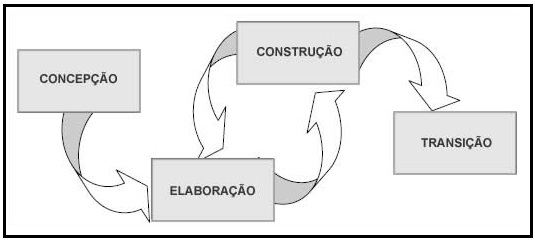 CONCEPÇÃO
ELABORAÇÃO
CONSTRUÇÃO
TRANSIÇÃO